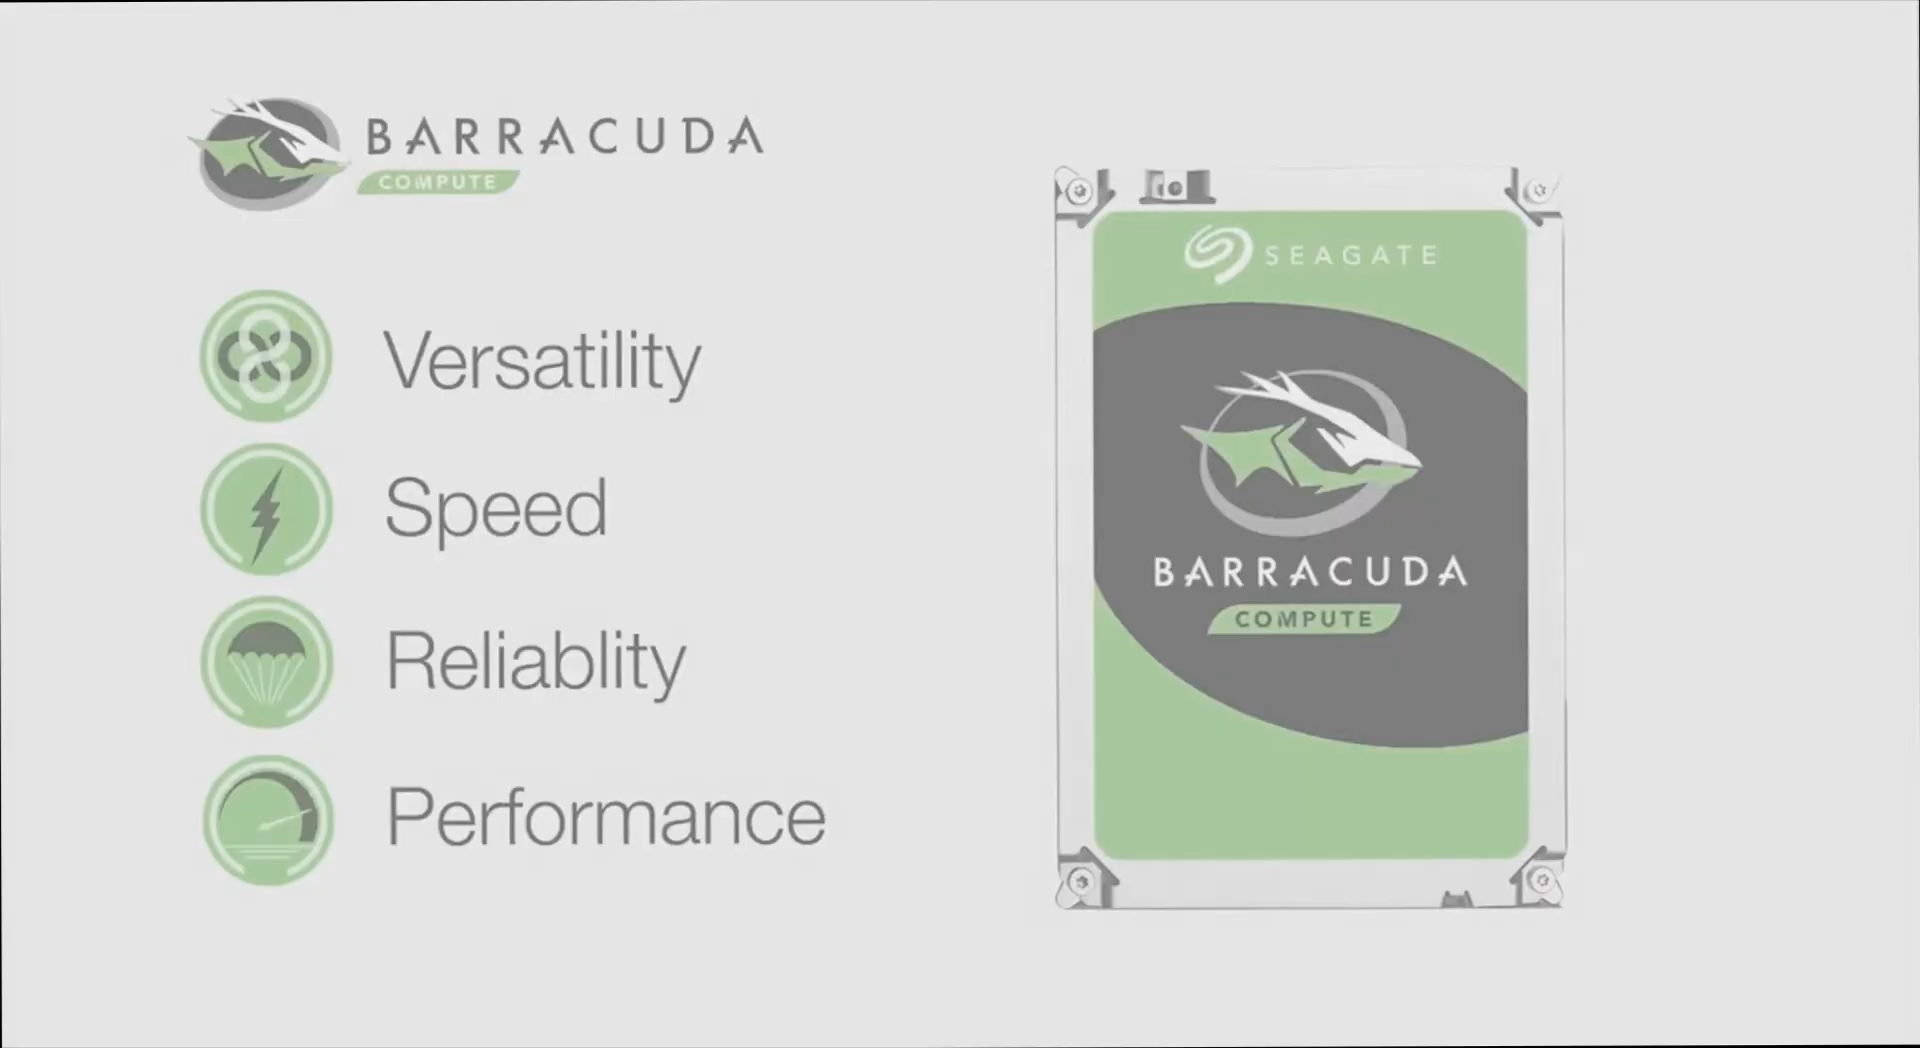 BARRACUDA
COMPUTE
Versatility
Speed
Reliablity
Performance
SEAGATE
BARRACUDA
COMPUTE